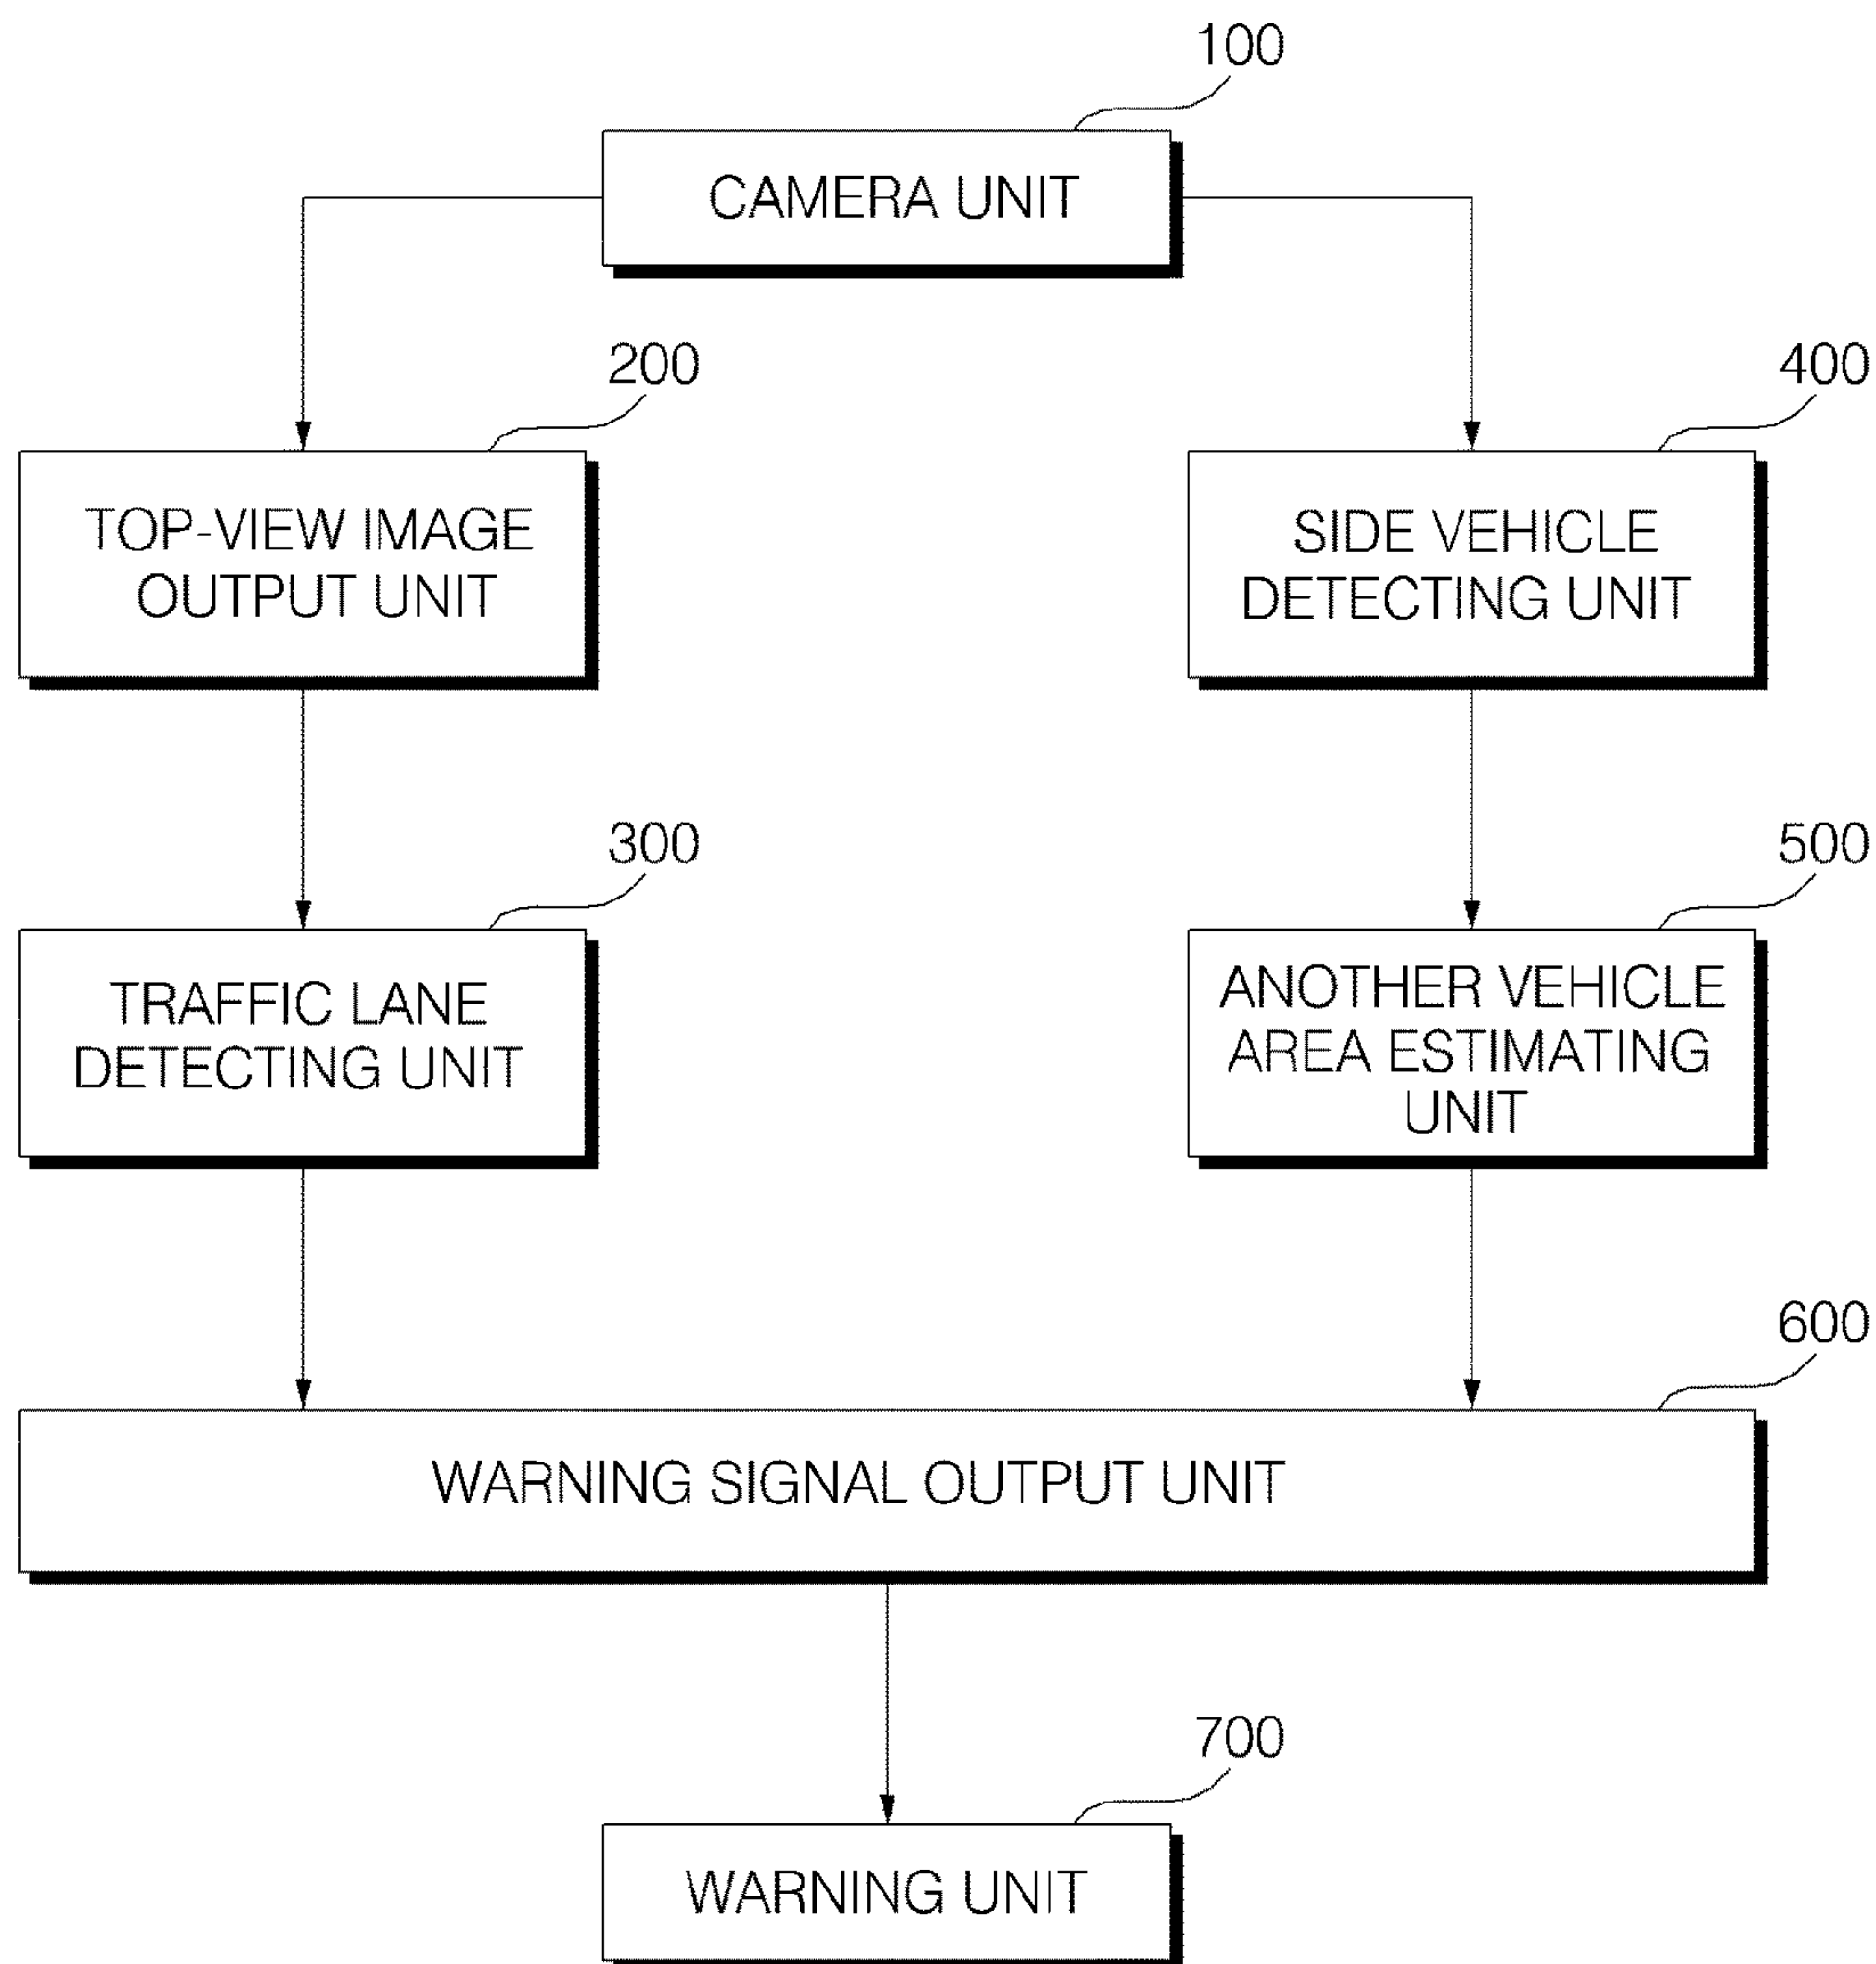 100
CAMERA UNIT
200
400
TOP-VIEW IMAGE
OUTPUT UNIT
SIDE VEHICLE
DETECTING UNIT
300
500
TRAFFIC LANE
DETECTING UNIT
ANOTHER VEHICLE
AREA ESTIMATING
UNIT
600
WARNING SIGNAL OUTPUT UNIT
700
WARNING UNIT